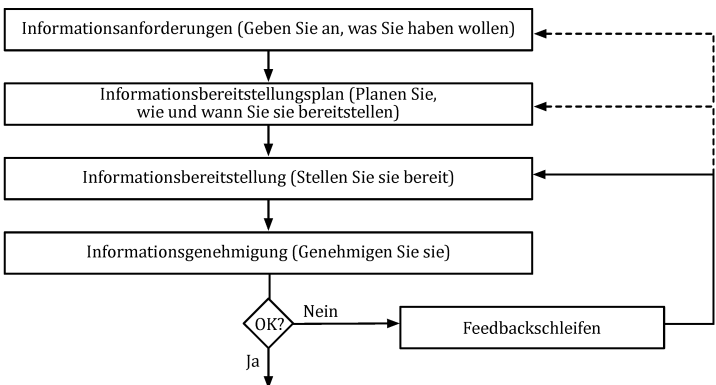 Informationsanforderungen (Geben Sie an, was Sie haben wollen)
Informationsbereitstellungsplan (Planen Sie,
wie und wann Sie sie bereitstellen)
Informationsbereitstellung (Stellen Sie sie bereit)
Informationsgenehmigung (Genehmigen Sie sie)
OK?
Nein
Feedbackschleifen
Ja